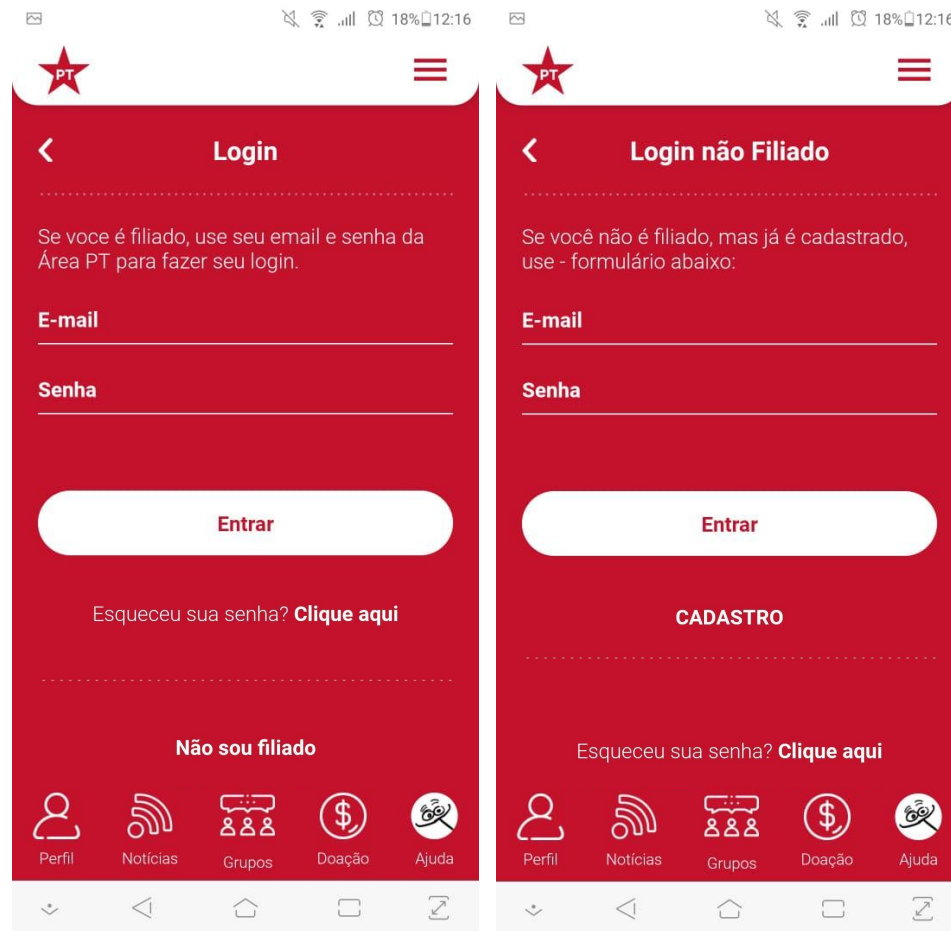 18% 12:16
PT
Login
Se voce é filiado, use seu email e senha da
Área PT para fazer seu login.
E-mail
Senha
Entrar
Esqueceu sua senha? Clique aqui
Não sou filiado
Perfil
Notícias
Grupos
Doação
Ajuda
18% 12:16
PT
Login não Filiado
Se você não é filiado, mas já é cadastrado,
use - formulário abaixo:
E-mail
Senha
Entrar
CADASTRO
Esqueceu sua senha? Clique aqui
Perfil
Notícias
Grupos
Doação
Ajuda